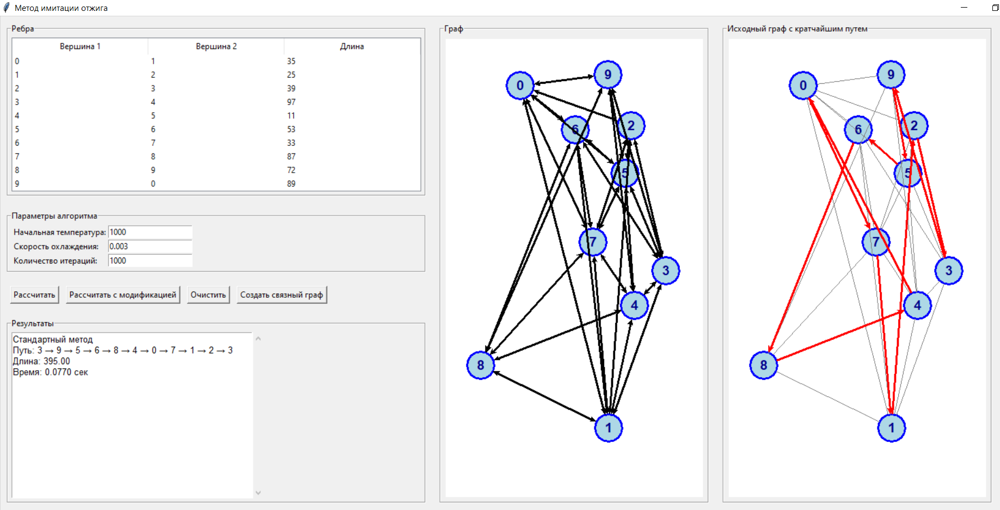 Метод имитации отжига
Ребра
Вершина 1 Вершина 2 Длина
0 1 35
1 2 25
2 3 39
3 4 97
4 5 11
5 6 53
6 7 33
7 8 87
8 9 72
9 0 89
Параметры алгоритма
Начальная температура: 1000
Скорость охлаждения: 0.003
Количество итераций: 1000
Рассчитать Рассчитать с модификацией Очистить Создать связный граф
Результаты
Стандартный метод
Путь: 3 → 9 → 5 → 6 → 8 → 4 → 0 → 7 → 1 → 2 → 3
Длина: 395.00
Время: 0.0770 сек
Граф
9
0
2
6
5
7
3
4
8
1
Исходный граф с кратчайшим путем
9
0
2
6
5
7
3
4
8
1